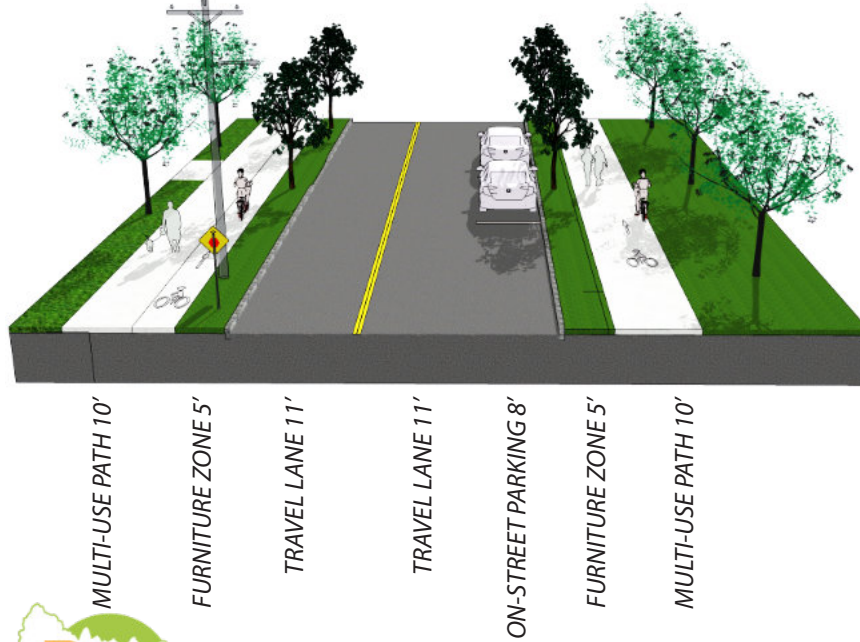 MULTI-USE PATH 10'
FURNITURE ZONE 5'
TRAVEL LANE 11'
TRAVEL LANE 11'
ON-STREET PARKING 8'
FURNITURE ZONE 5'
MULTI-USE PATH 10'